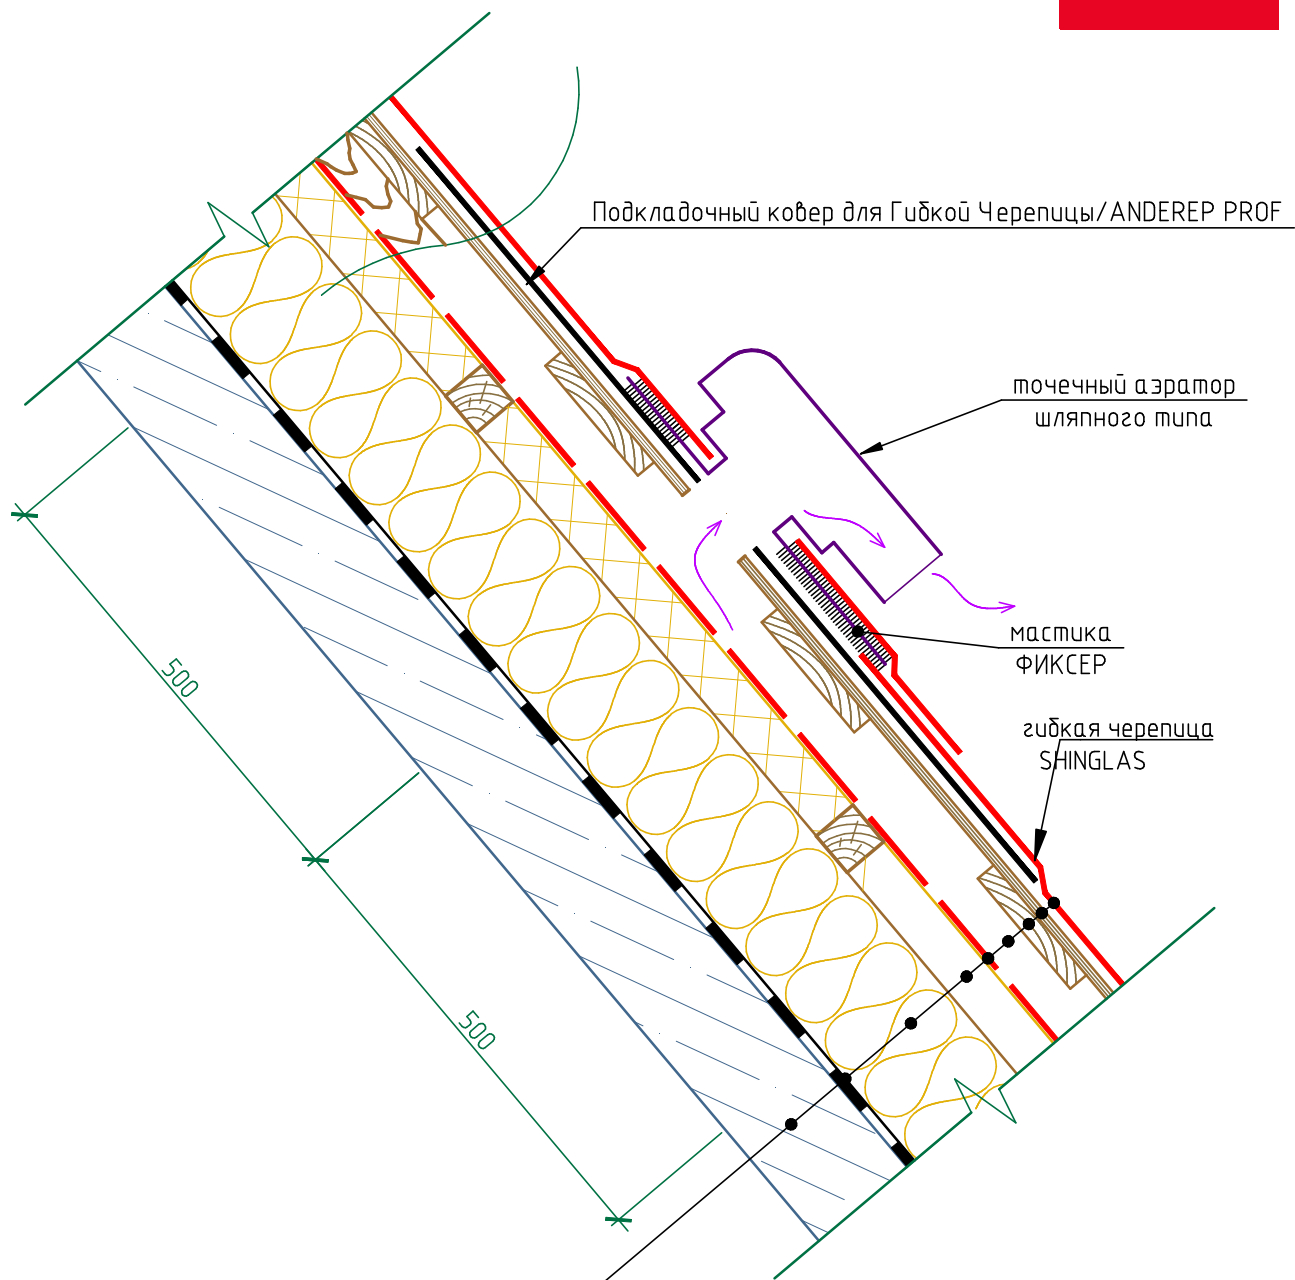 Подкладочный ковер для Гибкой Черепицы/ANDEREP PROF
точечный аэратор
шляпного типа
мастика
ФИКСЕР
500
гибкая черепица
SHINGLAS
500